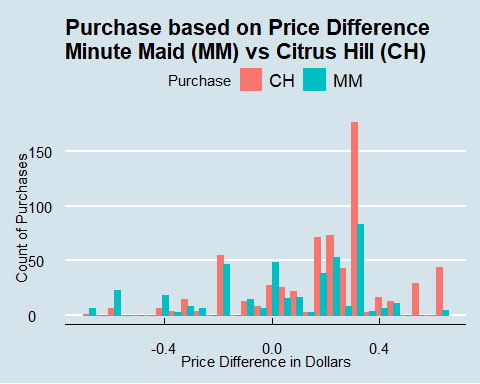 Purchase based on Price Difference
Minute Maid (MM) vs Citrus Hill (CH)
Purchase CH MM
Count of Purchases
150
100
50
0
-0.4 0.0 0.4
Price Difference in Dollars